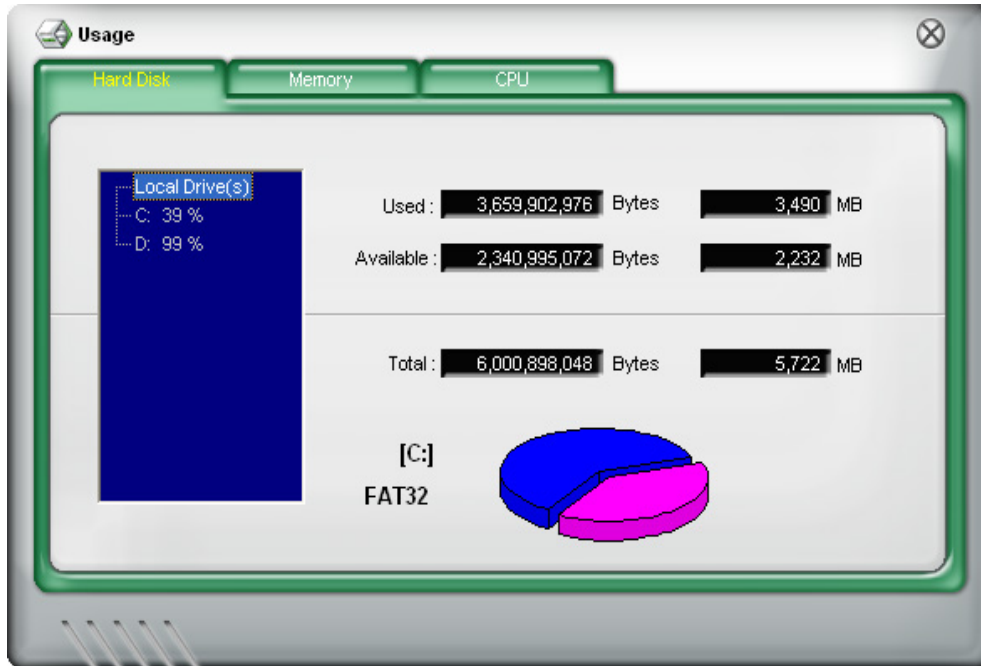 Usage
Hard Disk Memory CPU
Local Drive(s)
C: 39 %
D: 99 %
Used : 3,659,902,976 Bytes 3,490 MB
Available : 2,340,995,072 Bytes 2,232 MB
Total : 6,000,898,048 Bytes 5,722 MB
[C:]
FAT32